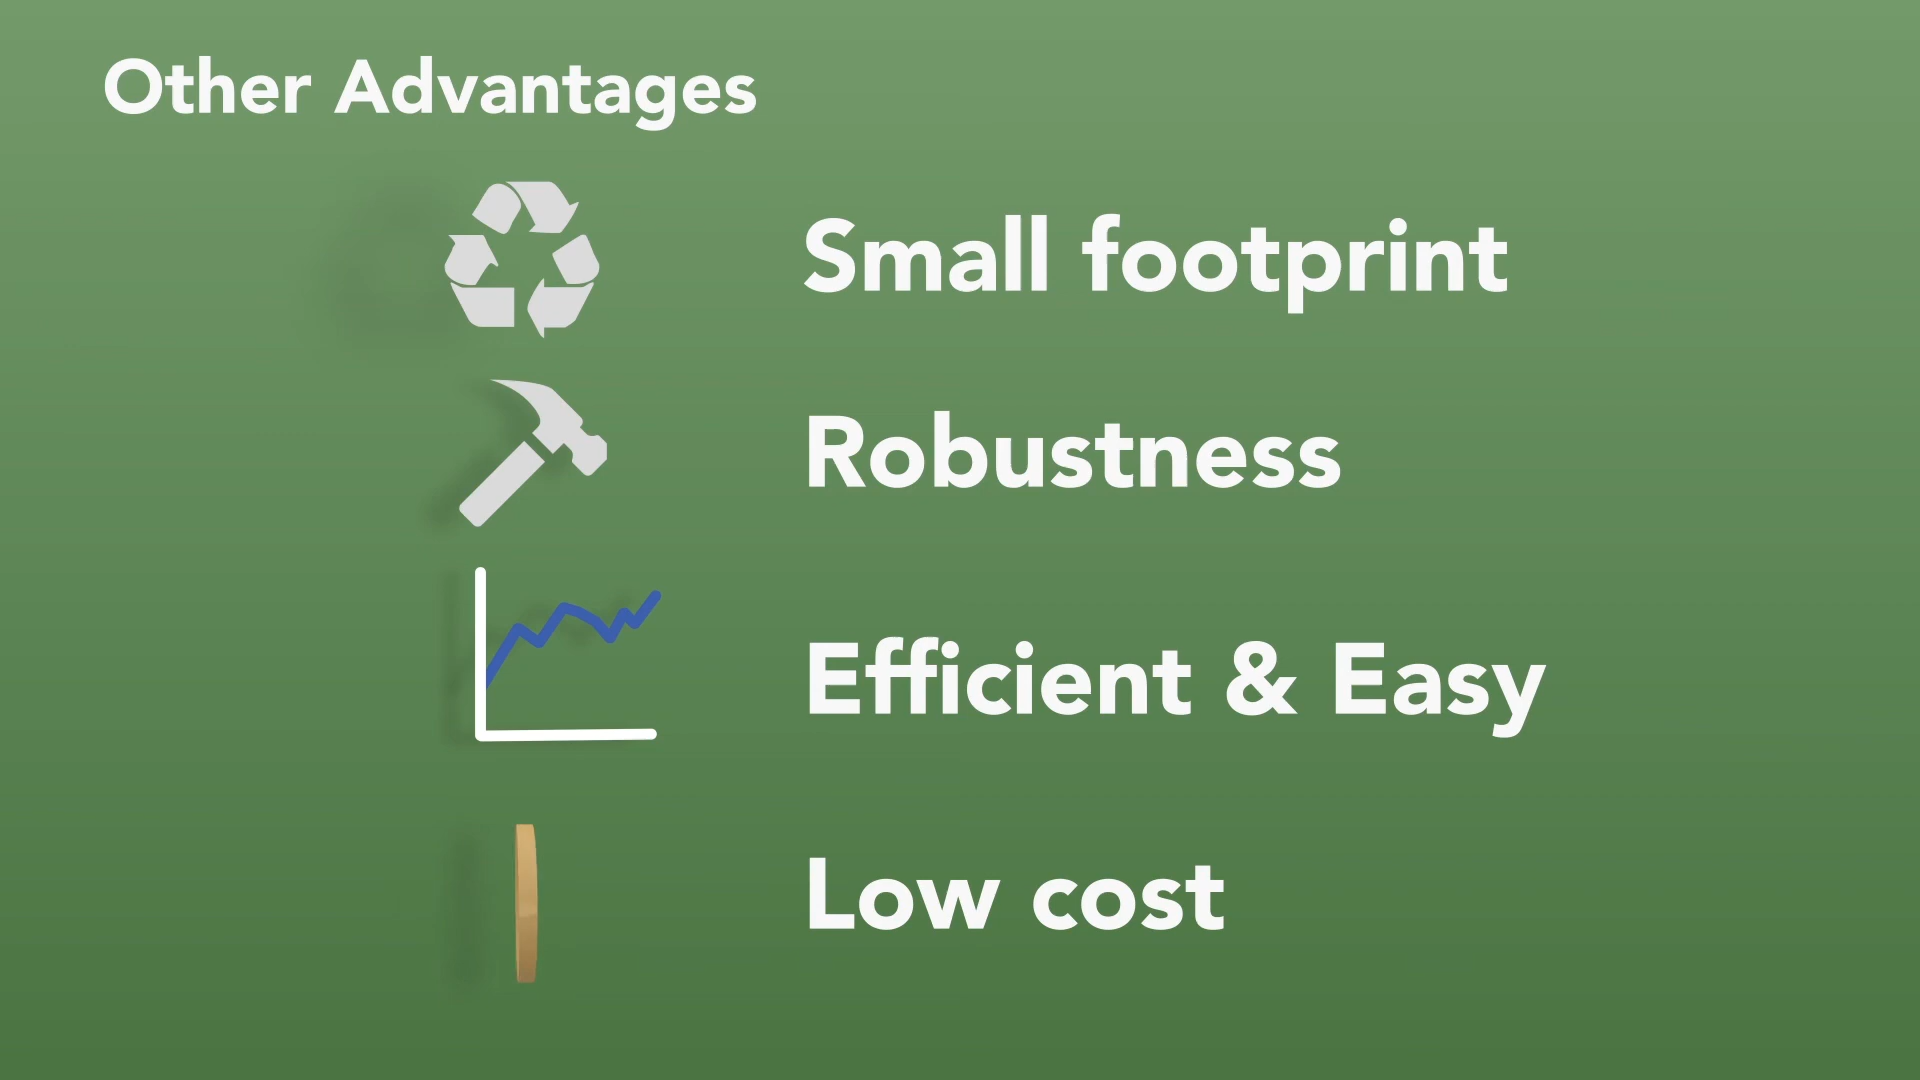 Other Advantages
Small footprint
Robustness
Efficient & Easy
Low cost